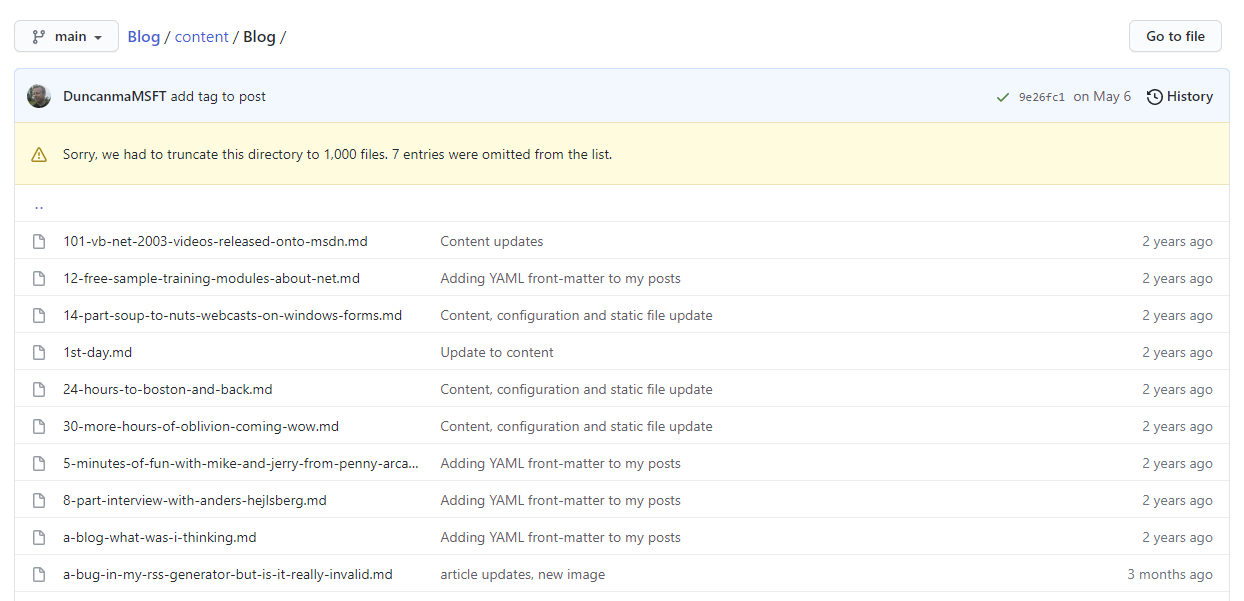 main Blog / content / Blog / Go to file
DuncanmaMSFT add tag to post 9e26fc1 on May 6 History
Sorry, we had to truncate this directory to 1,000 files. 7 entries were omitted from the list.
..
101-vb-net-2003-videos-released-onto-msdn.md Content updates 2 years ago
12-free-sample-training-modules-about-net.md Adding YAML front-matter to my posts 2 years ago
14-part-soup-to-nuts-webcasts-on-windows-forms.md Content, configuration and static file update 2 years ago
1st-day.md Update to content 2 years ago
24-hours-to-boston-and-back.md Content, configuration and static file update 2 years ago
30-more-hours-of-oblivion-coming-wow.md Content, configuration and static file update 2 years ago
5-minutes-of-fun-with-mike-and-jerry-from-penny-arca... Adding YAML front-matter to my posts 2 years ago
8-part-interview-with-anders-hejlsberg.md Adding YAML front-matter to my posts 2 years ago
a-blog-what-was-i-thinking.md Adding YAML front-matter to my posts 2 years ago
a-bug-in-my-rss-generator-but-is-it-really-invalid.md article updates, new image 3 months ago